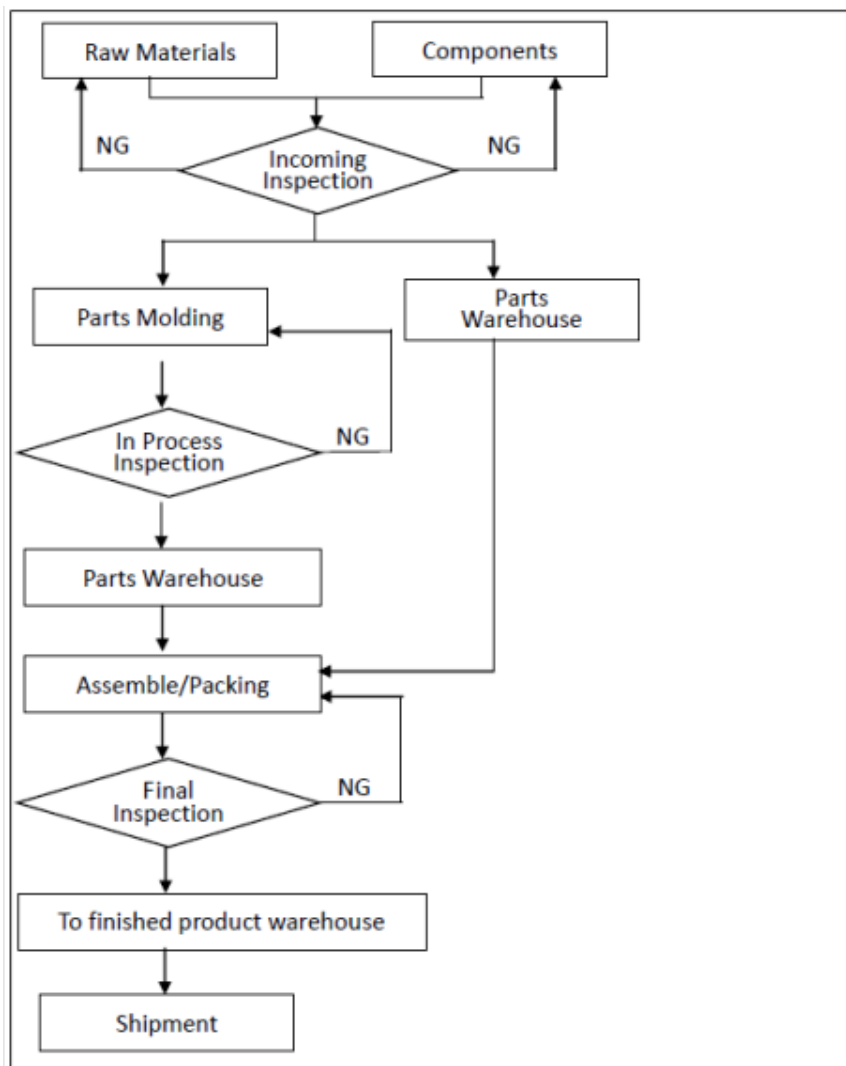 Raw Materials
Components
NG
NG
Incoming
Inspection
Parts Molding
Parts
Warehouse
In Process
Inspection
NG
Parts Warehouse
Assemble/Packing
Final
Inspection
NG
To finished product warehouse
Shipment